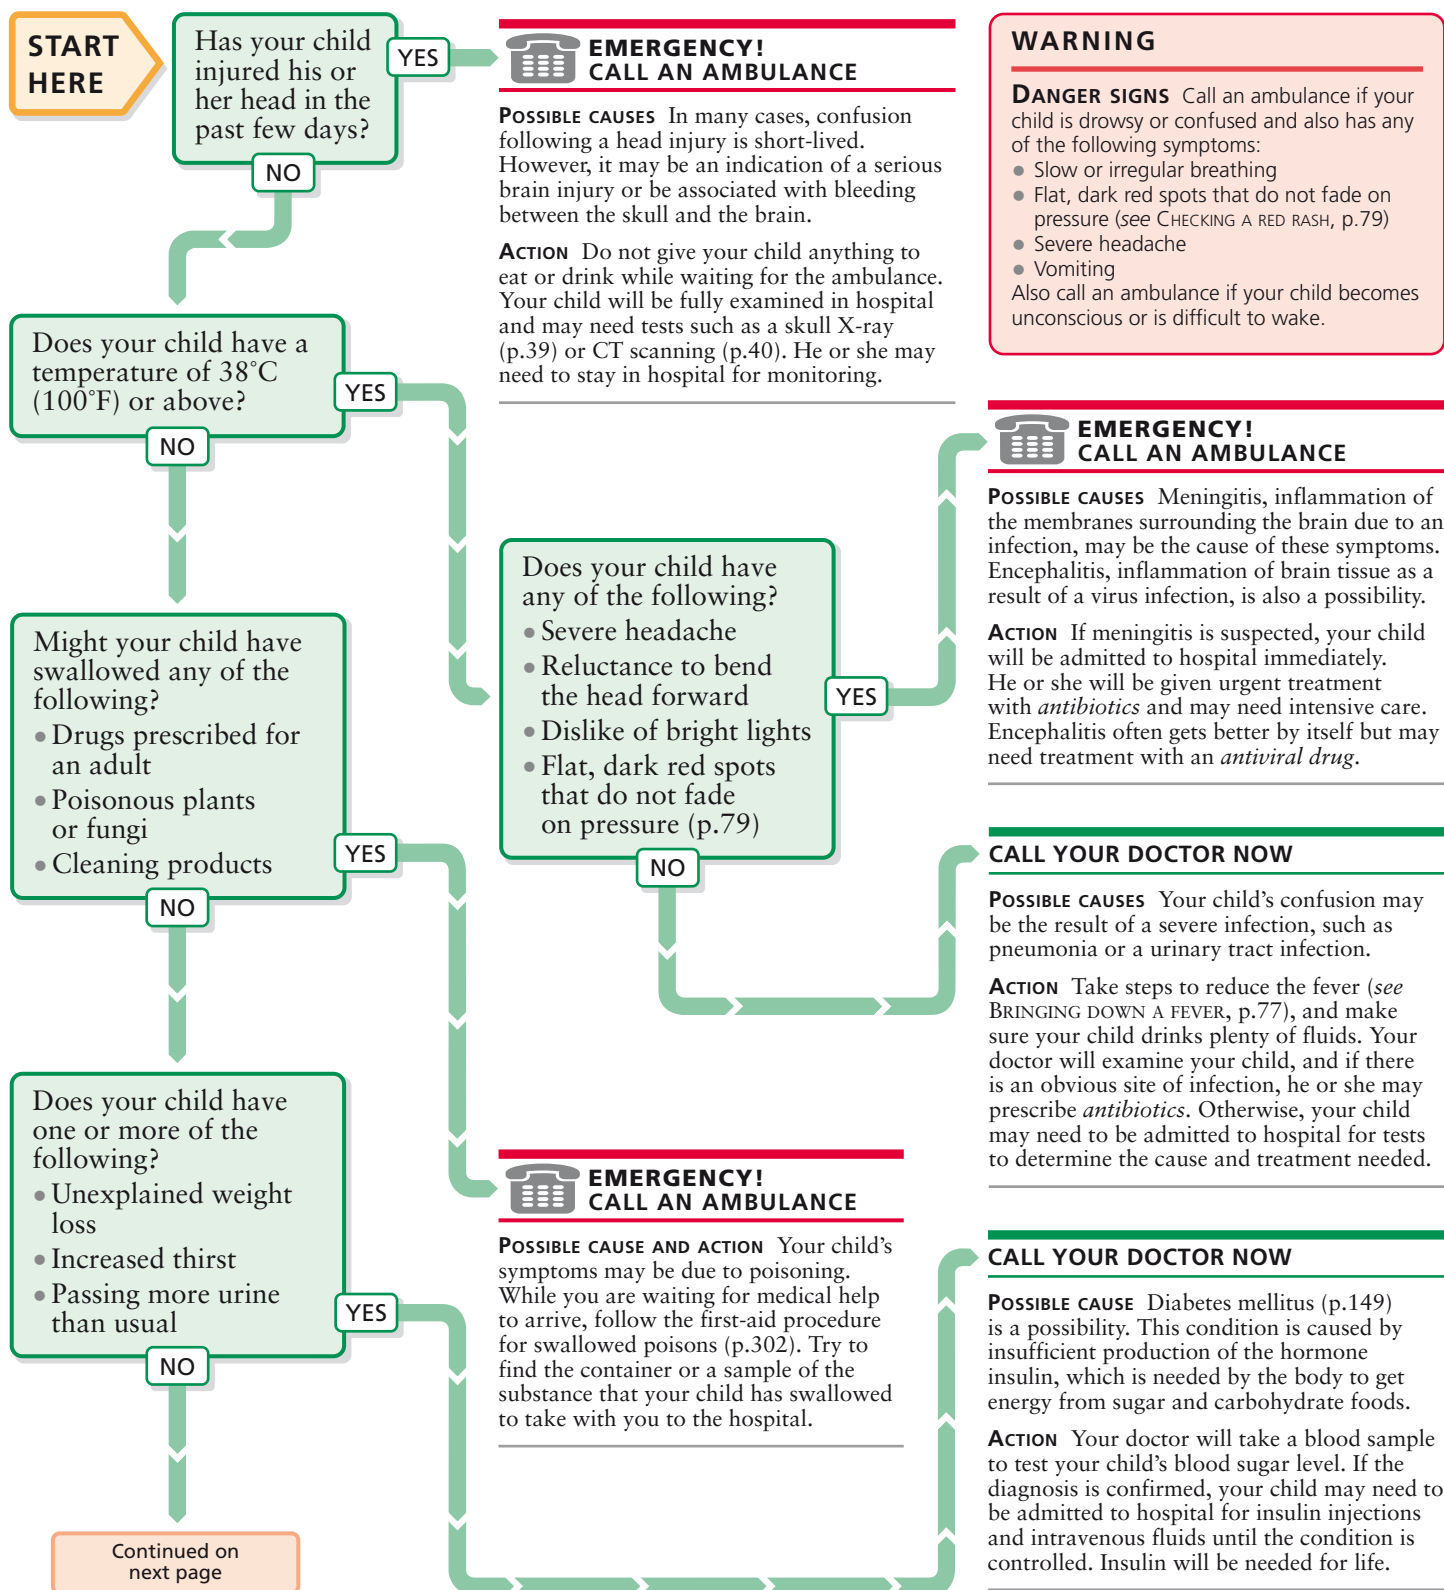 START
HERE
Has your child
injured his or
her head in the
past few days?
YES
NO
EMERGENCY!
CALL AN AMBULANCE
POSSIBLE CAUSES In many cases, confusion
following a head injury is short-lived.
However, it may be an indication of a serious
brain injury or be associated with bleeding
between the skull and the brain.
ACTION Do not give your child anything to
eat or drink while waiting for the ambulance.
Your child will be fully examined in hospital
and may need tests such as a skull X-ray
(p.39) or CT scanning (p.40). He or she may
need to stay in hospital for monitoring.
WARNING
DANGER SIGNS Call an ambulance if your
child is drowsy or confused and also has any
of the following symptoms:
● Slow or irregular breathing
● Flat, dark red spots that do not fade on
pressure (see CHECKING A RED RASH, p.79)
● Severe headache
● Vomiting
Also call an ambulance if your child becomes
unconscious or is difficult to wake.
Does your child have a
temperature of 38˚C
(100˚F) or above?
YES
NO
Does your child have
any of the following?
● Severe headache
● Reluctance to bend
the head forward
● Dislike of bright lights
● Flat, dark red spots
that do not fade
on pressure (p.79)
YES
NO
EMERGENCY!
CALL AN AMBULANCE
POSSIBLE CAUSES Meningitis, inflammation of
the membranes surrounding the brain due to an
infection, may be the cause of these symptoms.
Encephalitis, inflammation of brain tissue as a
result of a virus infection, is also a possibility.
ACTION If meningitis is suspected, your child
will be admitted to hospital immediately.
He or she will be given urgent treatment
with antibiotics and may need intensive care.
Encephalitis often gets better by itself but may
need treatment with an antiviral drug.
CALL YOUR DOCTOR NOW
POSSIBLE CAUSES Your child's confusion may
be the result of a severe infection, such as
pneumonia or a urinary tract infection.
ACTION Take steps to reduce the fever (see
BRINGING DOWN A FEVER, p.77), and make
sure your child drinks plenty of fluids. Your
doctor will examine your child, and if there
is an obvious site of infection, he or she may
prescribe antibiotics. Otherwise, your child
may need to be admitted to hospital for tests
to determine the cause and treatment needed.
Might your child have
swallowed any of the
following?
● Drugs prescribed for
an adult
● Poisonous plants
or fungi
● Cleaning products
YES
NO
EMERGENCY!
CALL AN AMBULANCE
POSSIBLE CAUSE AND ACTION Your child's
symptoms may be due to poisoning.
While you are waiting for medical help
to arrive, follow the first-aid procedure
for swallowed poisons (p.302). Try to
find the container or a sample of the
substance that your child has swallowed
to take with you to the hospital.
Does your child have
one or more of the
following?
● Unexplained weight
loss
● Increased thirst
● Passing more urine
than usual
YES
NO
CALL YOUR DOCTOR NOW
POSSIBLE CAUSE Diabetes mellitus (p.149)
is a possibility. This condition is caused by
insufficient production of the hormone
insulin, which is needed by the body to get
energy from sugar and carbohydrate foods.
ACTION Your doctor will take a blood sample
to test your child's blood sugar level. If the
diagnosis is confirmed, your child may need to
be admitted to hospital for insulin injections
and intravenous fluids until the condition is
controlled. Insulin will be needed for life.
Continued on
next page